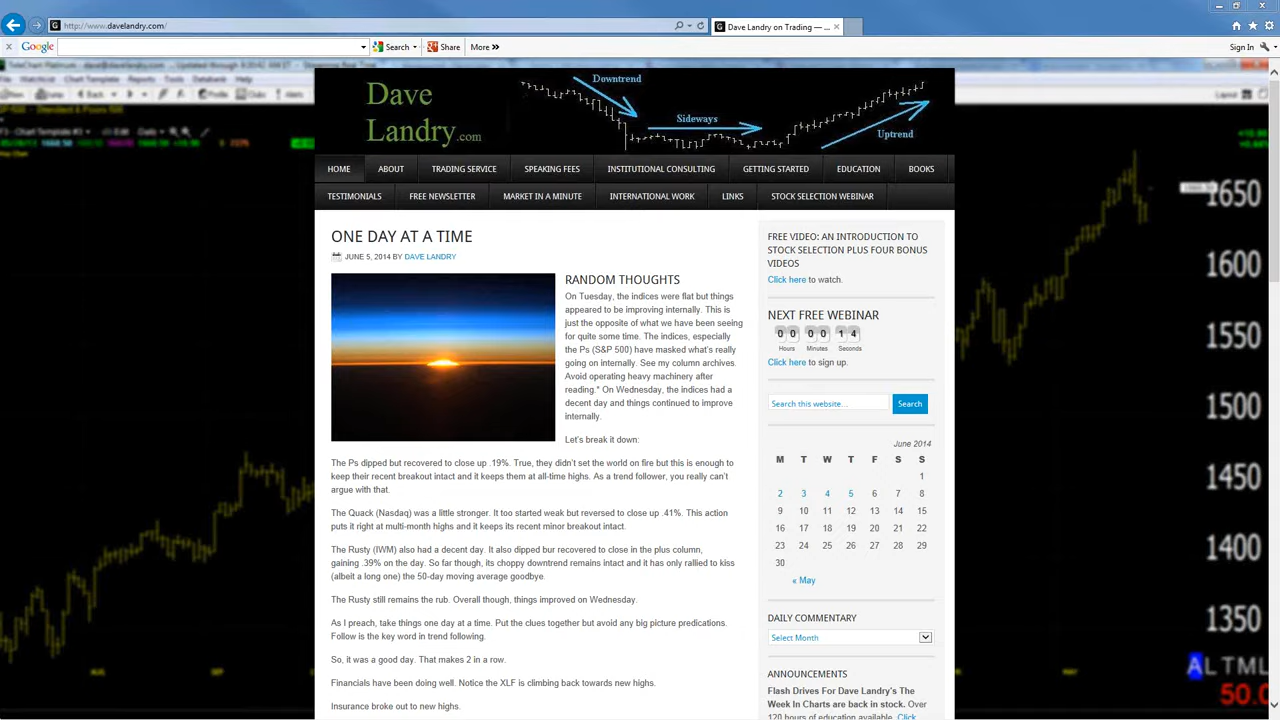 http://www.davelandry.com/
Dave Landry on Trading — ...
Google
Search
Share
More »
Sign In
Dave
Landry.com
Downtrend
Sideways
Uptrend
HOME ABOUT TRADING SERVICE SPEAKING FEES INSTITUTIONAL CONSULTING GETTING STARTED EDUCATION BOOKS
TESTIMONIALS FREE NEWSLETTER MARKET IN A MINUTE INTERNATIONAL WORK LINKS STOCK SELECTION WEBINAR
ONE DAY AT A TIME
JUNE 5, 2014 BY DAVE LANDRY
RANDOM THOUGHTS
On Tuesday, the indices were flat but things
appeared to be improving internally. This is
just the opposite of what we have been seeing
for quite some time. The indices, especially
the Ps (S&P 500) have masked what's really
going on internally. See my column archives.
Avoid operating heavy machinery after
reading." On Wednesday, the indices had a
decent day and things continued to improve
internally.
Let's break it down:
The Ps dipped but recovered to close up .19%. True, they didn't set the world on fire but this is enough to
keep their recent breakout intact and it keeps them at all-time highs. As a trend follower, you really can't
argue with that.
The Quack (Nasdaq) was a little stronger. It too started weak but reversed to close up .41%. This action
puts it right at multi-month highs and it keeps its recent minor breakout intact.
The Rusty (IWM) also had a decent day. It also dipped bur recovered to close in the plus column,
gaining .39% on the day. So far though, its choppy downtrend remains intact and it has only rallied to kiss
(albeit a long one) the 50-day moving average goodbye.
The Rusty still remains the rub. Overall though, things improved on Wednesday.
As I preach, take things one day at a time. Put the clues together but avoid any big picture predications.
Follow is the key word in trend following.
So, it was a good day. That makes 2 in a row.
Financials have been doing well. Notice the XLF is climbing back towards new highs.
Insurance broke out to new highs.
FREE VIDEO: AN INTRODUCTION TO
STOCK SELECTION PLUS FOUR BONUS
VIDEOS
Click here to watch.
NEXT FREE WEBINAR
0 0 0 0 1 4
Hours Minutes Seconds
Click here to sign up.
Search this website... Search
June 2014
M T W T F S S
1
2 3 4 5 6 7 8
9 10 11 12 13 14 15
16 17 18 19 20 21 22
23 24 25 26 27 28 29
30
« May
DAILY COMMENTARY
Select Month
ANNOUNCEMENTS
Flash Drives For Dave Landry's The
Week In Charts are back in stock. Over
120 hours of education available. Click
1650
1600
1550
1500
1450
1400
1350
50.0